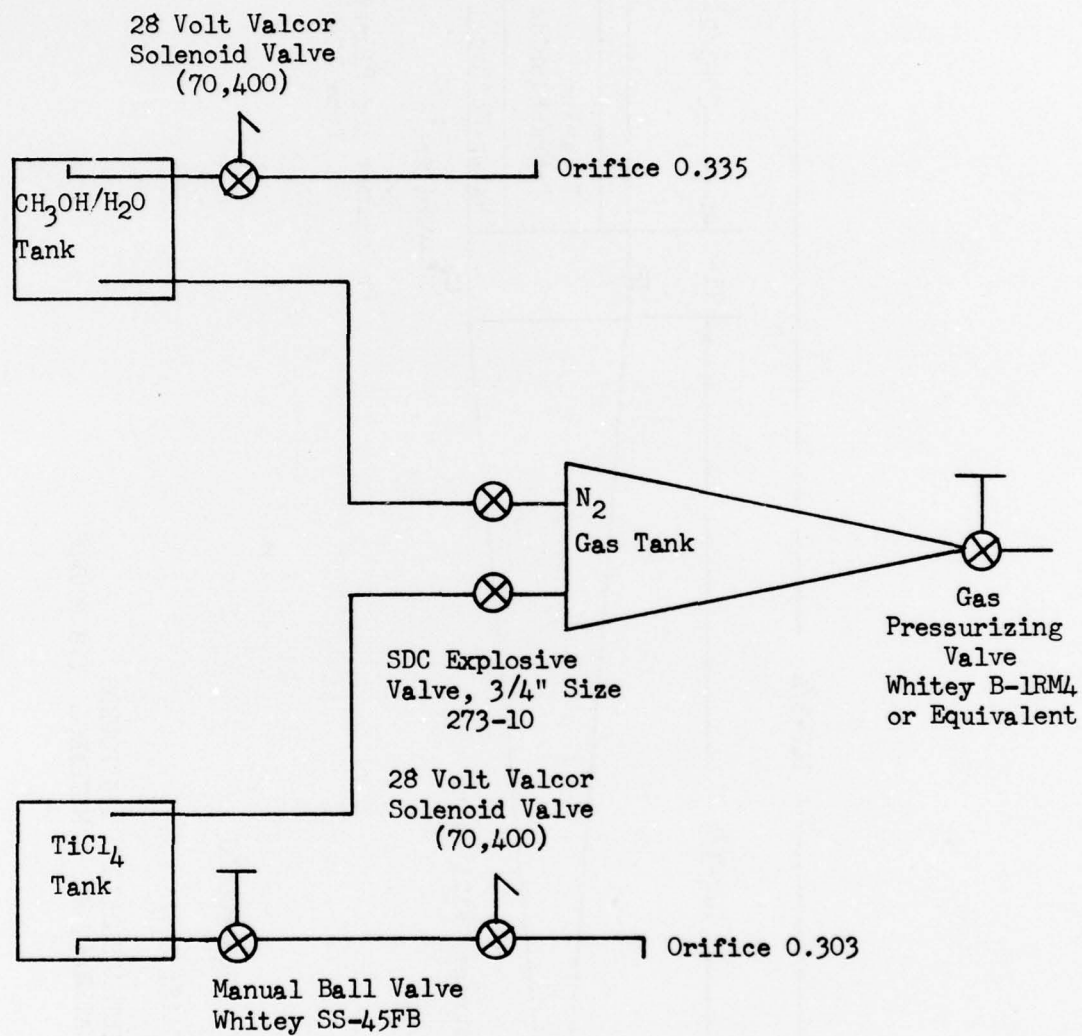 28 Volt Valcor
Solenoid Valve
(70,400)
Orifice 0.335
CH3OH/H2O
Tank
N2
Gas Tank
SDC Explosive
Valve, 3/4" Size
273-10
Gas
Pressurizing
Valve
Whitey B-1RM4
or Equivalent
28 Volt Valcor
Solenoid Valve
(70,400)
TiCl4
Tank
Orifice 0.303
Manual Ball Valve
Whitey SS-45FB